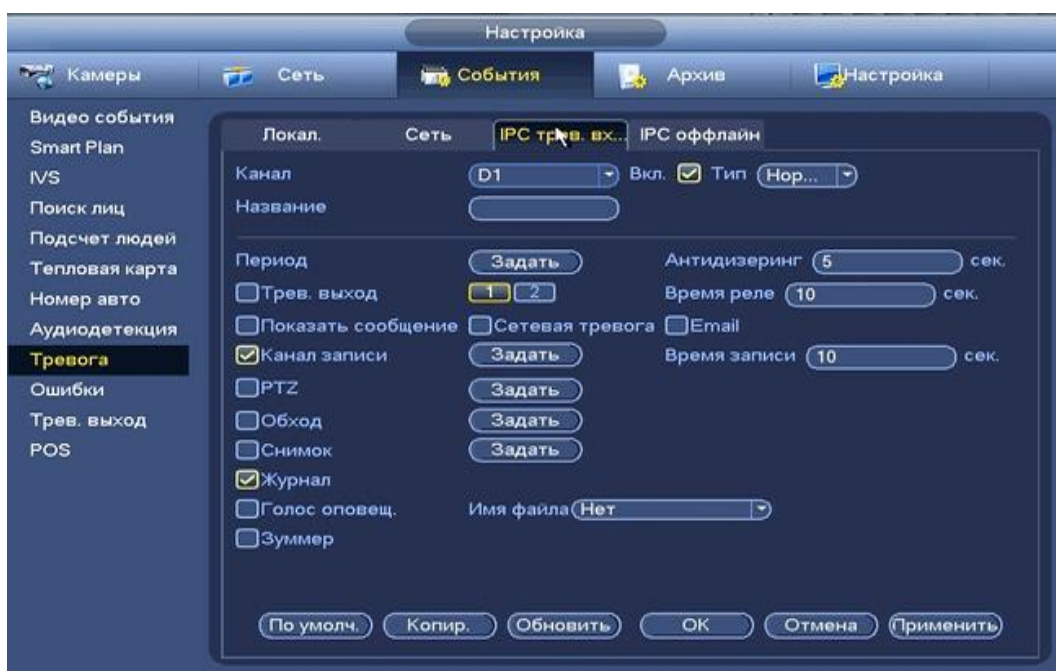 Настройка
Камеры Сеть События Архив Настройка
Видео события
Smart Plan
IVS
Поиск лиц
Подсчет людей
Тепловая карта
Номер авто
Аудиодетекция
Тревога
Ошибки
Трев. выход
POS
Локал. Сеть IPC трев. вх... IPC оффлайн
Канал D1 Вкл. Тип Нор...
Название
Период Задать Антидизеринг 5 сек.
Трев. выход 1 2 Время реле 10 сек.
Показать сообщение Сетевая тревога Email
Канал записи Задать Время записи 10 сек.
PTZ Задать
Обход Задать
Снимок Задать
Журнал
Голос оповещ. Имя файла Нет
Зуммер
По умолч. Копир. Обновить OK Отмена Применить